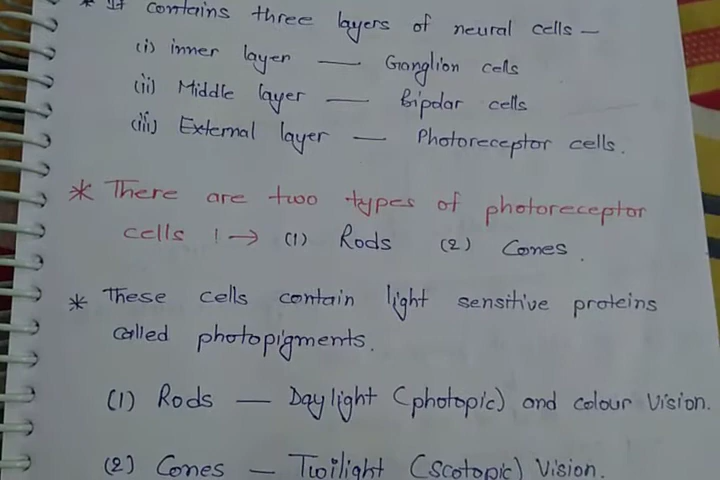 * It contains three layers of neural cells —
(i) inner layer — Ganglion cells
(ii) Middle layer — Bipolar cells
(iii) External layer — Photoreceptor cells.
* There are two types of photoreceptor
cells : → (1) Rods (2) Cones.
* These cells contain light sensitive proteins
called photopigments.
(1) Rods — Daylight (photopic) and colour vision.
(2) Cones — Twilight (Scotopic) Vision.